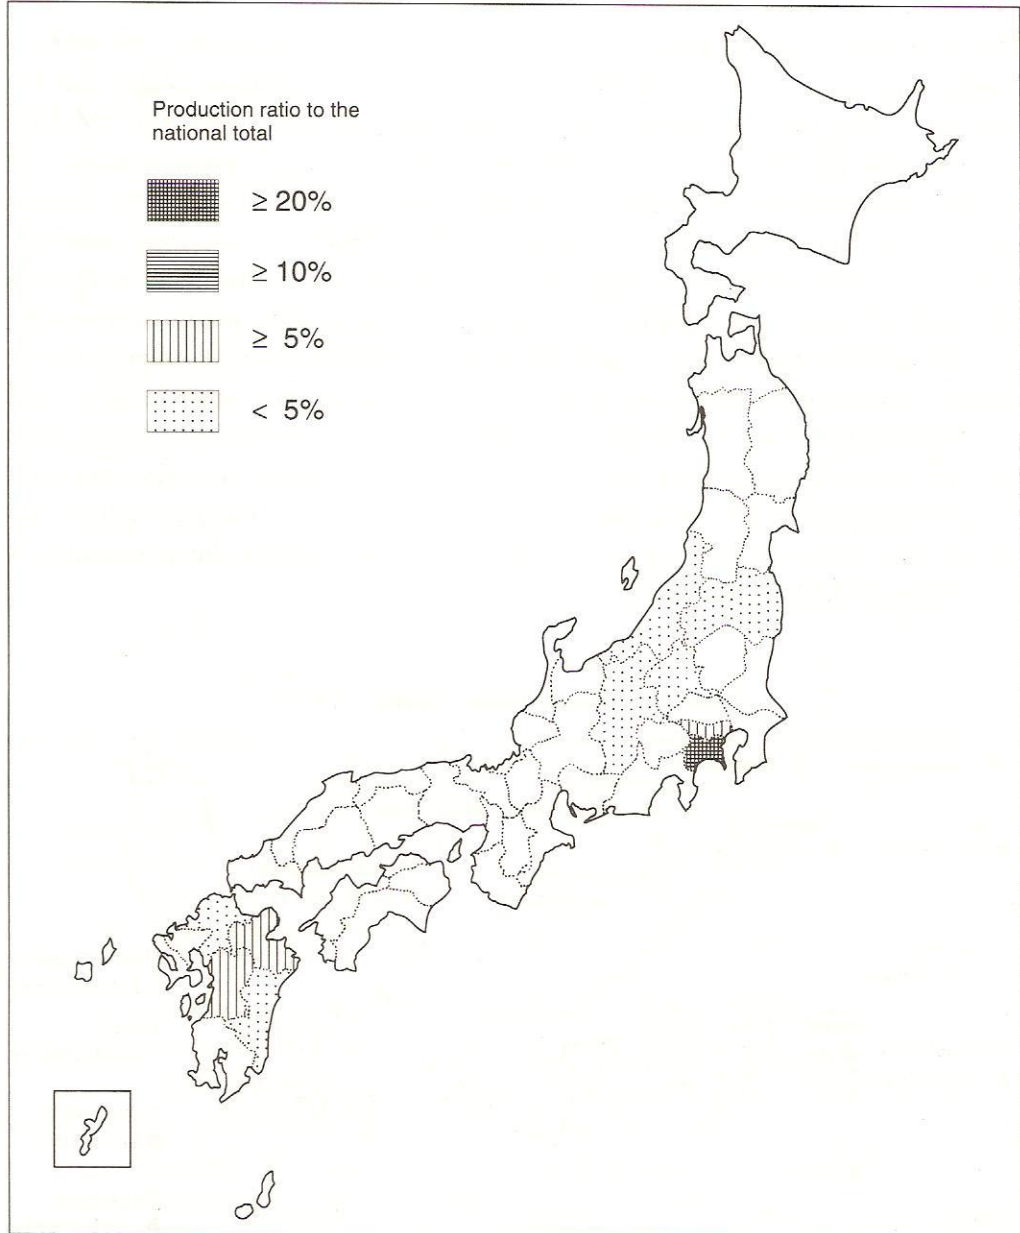 Production ratio to the
national total
≥ 20%
≥ 10%
≥ 5%
< 5%